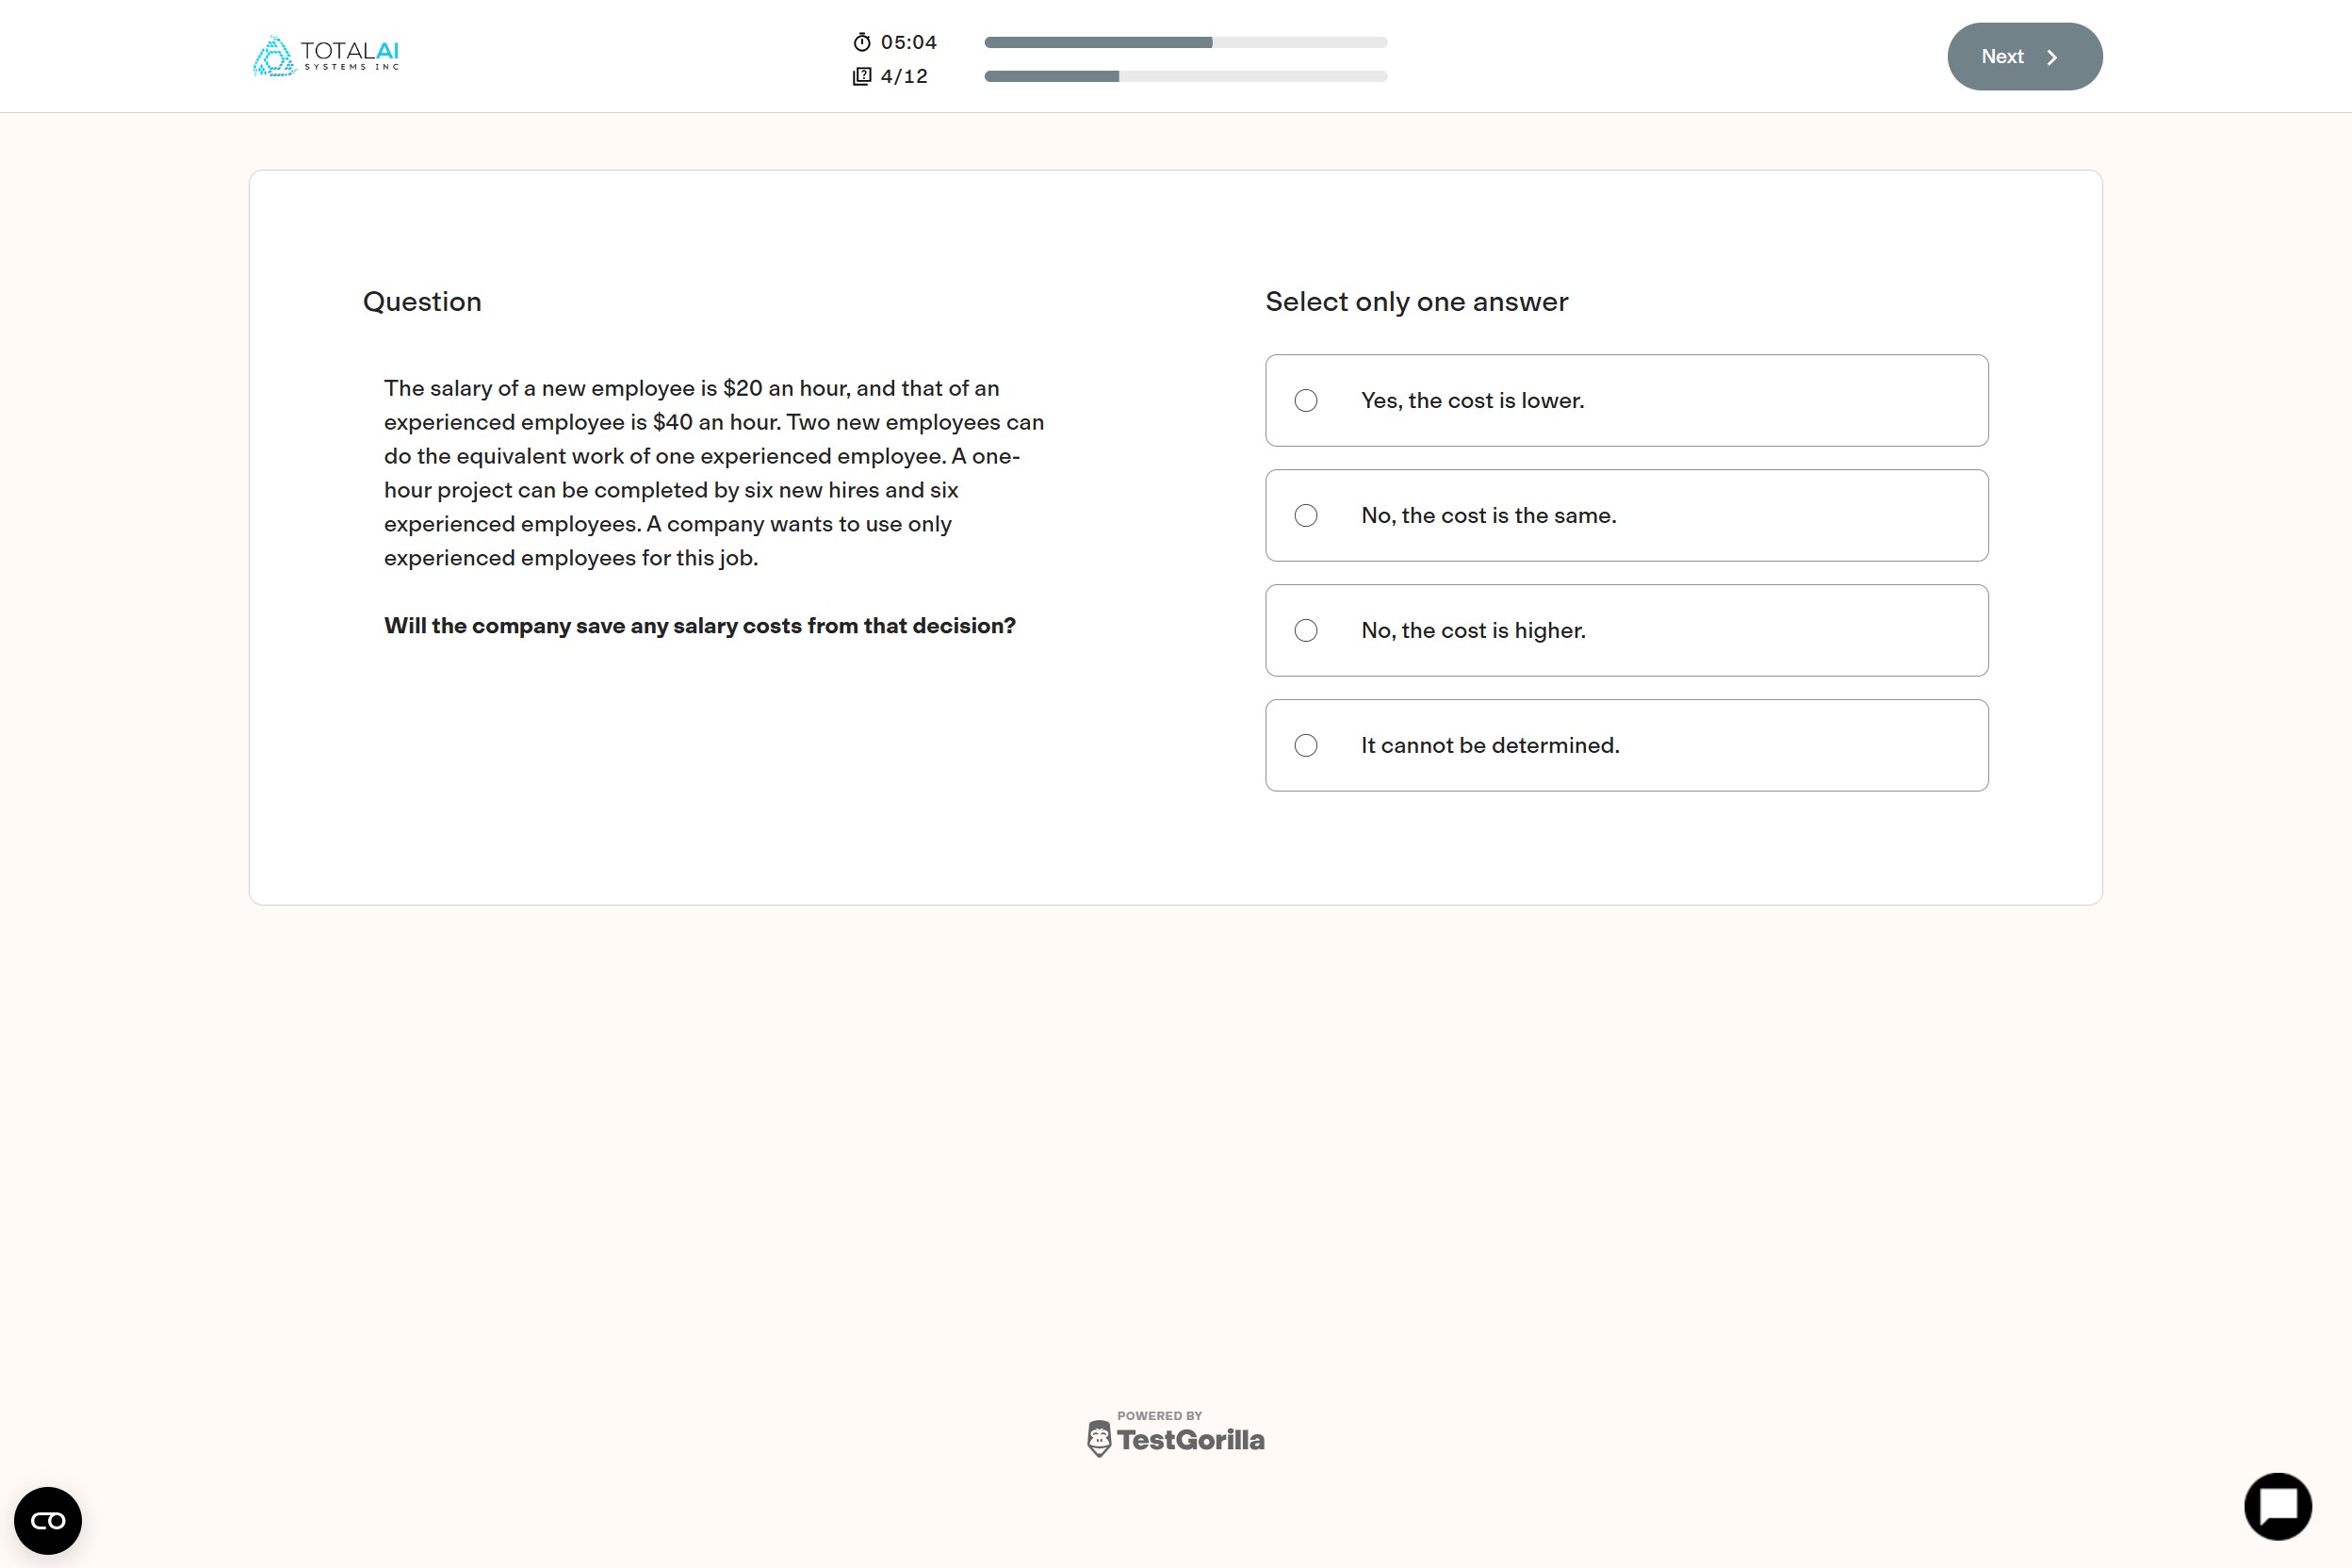 TOTALAI
SYSTEMS INC
05:04
4/12
Next
Question
The salary of a new employee is $20 an hour, and that of an
experienced employee is $40 an hour. Two new employees can
do the equivalent work of one experienced employee. A one-
hour project can be completed by six new hires and six
experienced employees. A company wants to use only
experienced employees for this job.
Will the company save any salary costs from that decision?
Select only one answer
Yes, the cost is lower.
No, the cost is the same.
No, the cost is higher.
It cannot be determined.
POWERED BY
TestGorilla